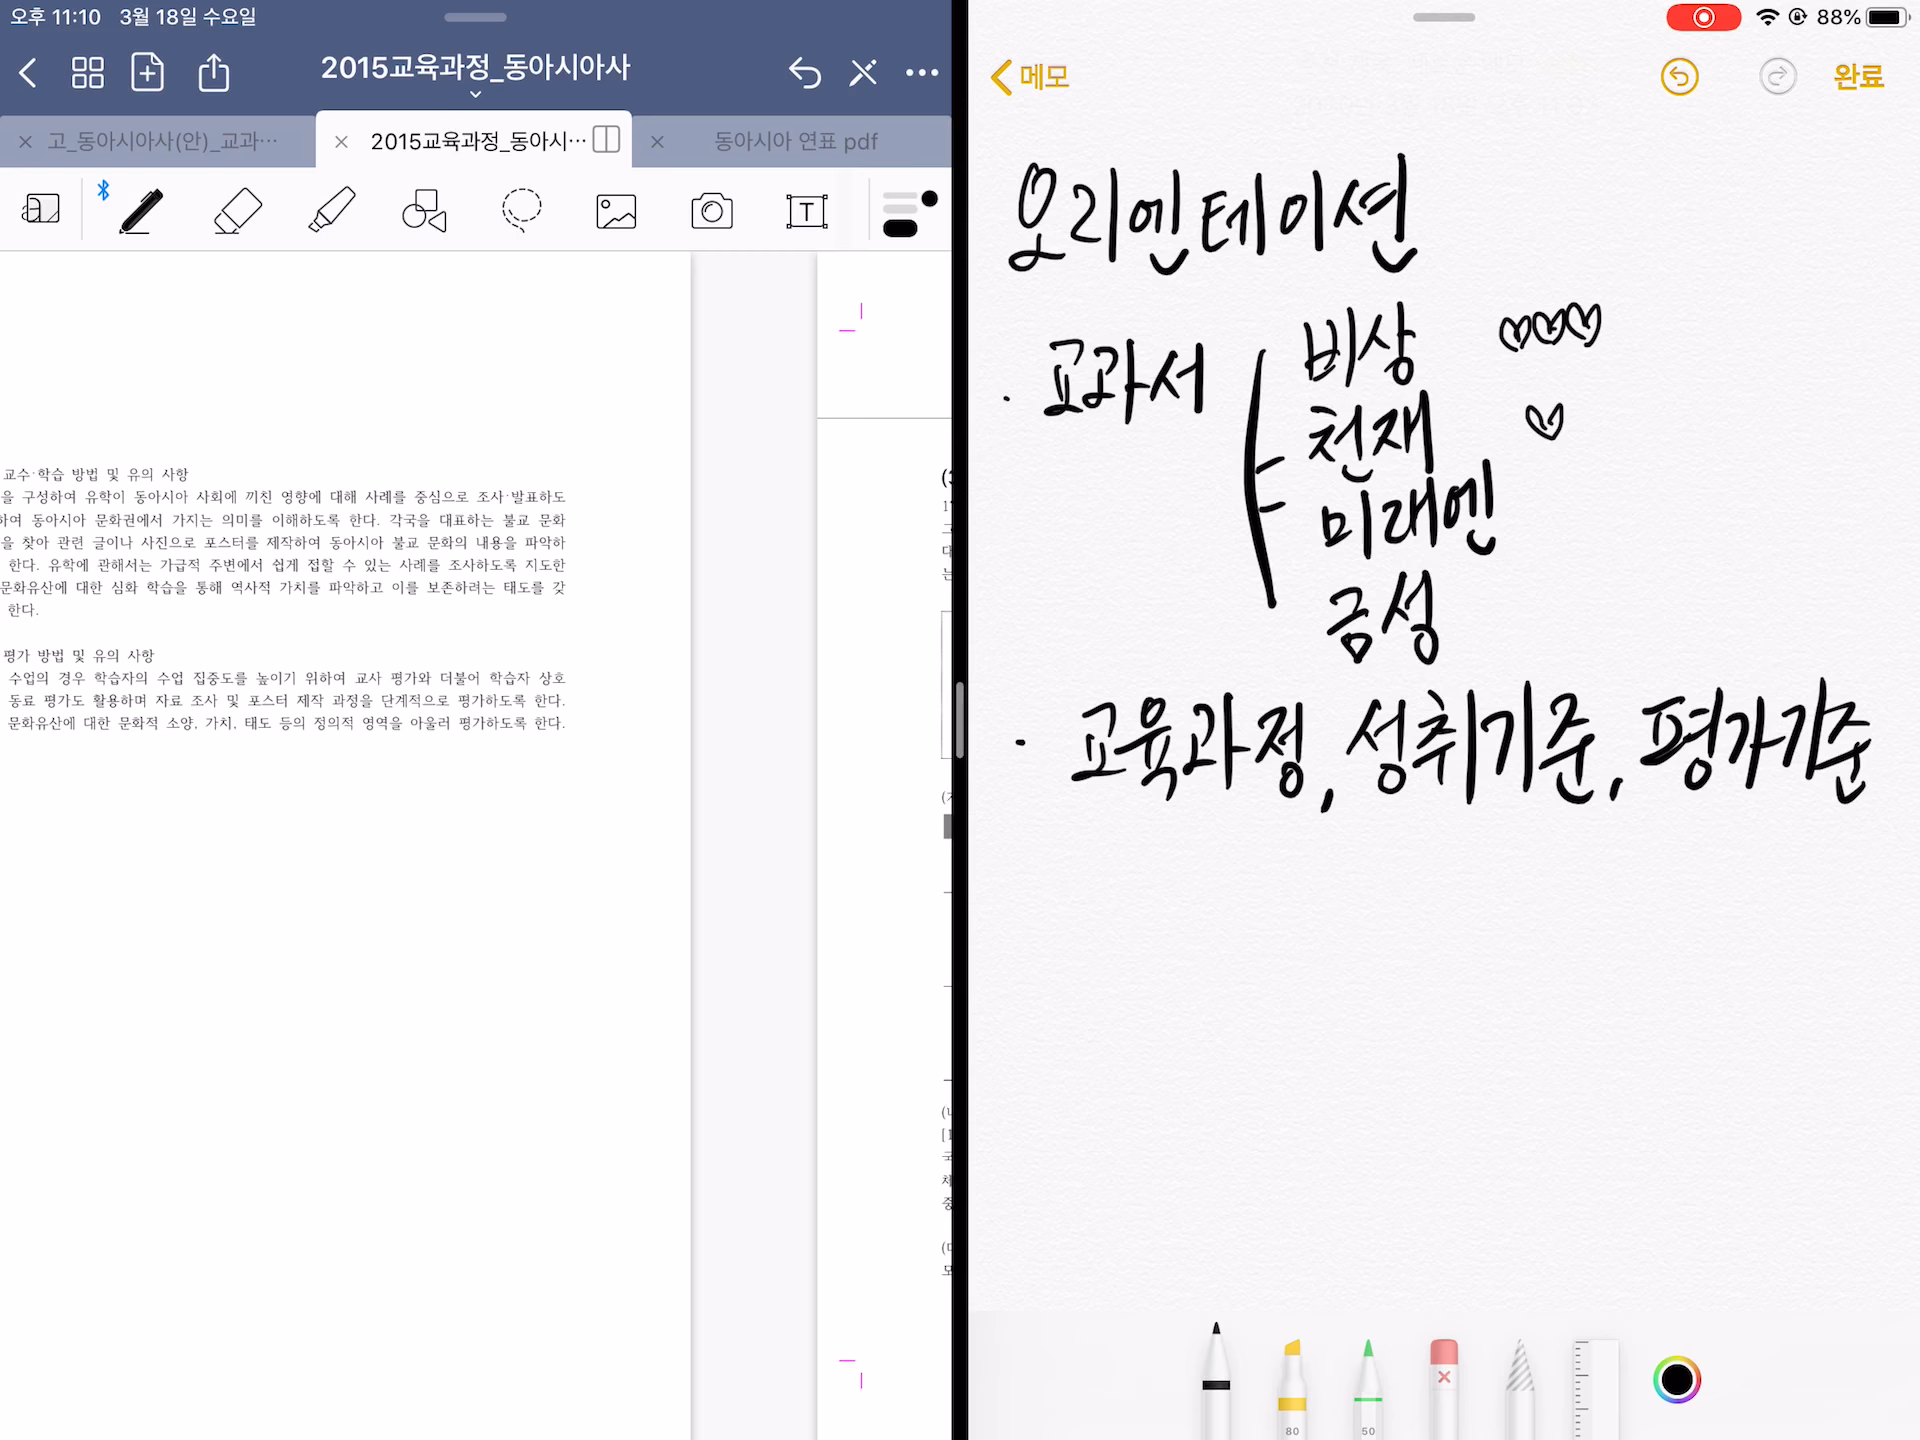 오후 11:10 3월 18일 수요일
88%
2015교육과정_동아시아사
고_동아시아사(안)_교과…
2015교육과정_동아시…
동아시아 연표 pdf
T
교수·학습 방법 및 유의 사항
을 구성하여 유학이 동아시아 사회에 끼친 영향에 대해 사례를 중심으로 조사·발표하도
하여 동아시아 문화권에서 가지는 의미를 이해하도록 한다. 각국을 대표하는 불교 문화
을 찾아 관련 글이나 사진으로 포스터를 제작하여 동아시아 불교 문화의 내용을 파악하
한다. 유학에 관해서는 가급적 주변에서 쉽게 접할 수 있는 사례를 조사하도록 지도한
문화유산에 대한 심화 학습을 통해 역사적 가치를 파악하고 이를 보존하려는 태도를 갖
한다.
평가 방법 및 유의 사항
수업의 경우 학습자의 수업 집중도를 높이기 위하여 교사 평가와 더불어 학습자 상호
동료 평가도 활용하며 자료 조사 및 포스터 제작 과정을 단계적으로 평가하도록 한다.
문화유산에 대한 문화적 소양, 가치, 태도 등의 정의적 영역을 아울러 평가하도록 한다.
메모
완료
오리엔테이션
· 교과서
비상
천재
미래엔
금성
· 교육과정, 성취기준, 평가기준
80
50